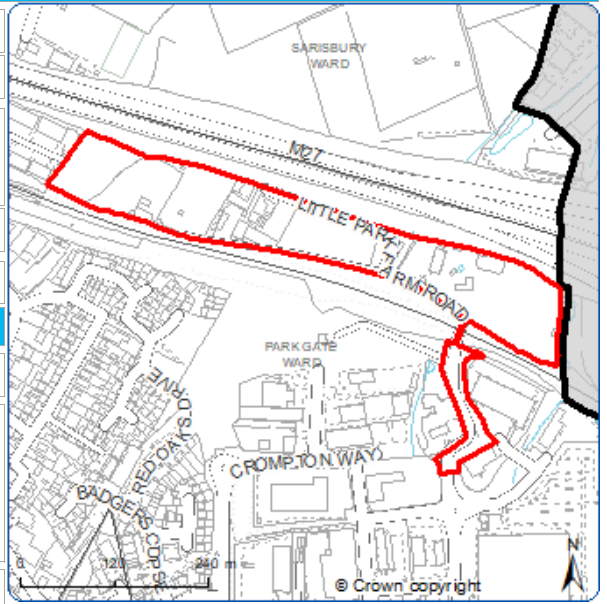 SARISBURY
WARD
M27
LITTLE PARK FARM ROAD
PARK GATE
WARD
RED OAKS DRIVE
CROMPTON WAY
BADGERS COPSE
0 120 240 m
N
© Crown copyright